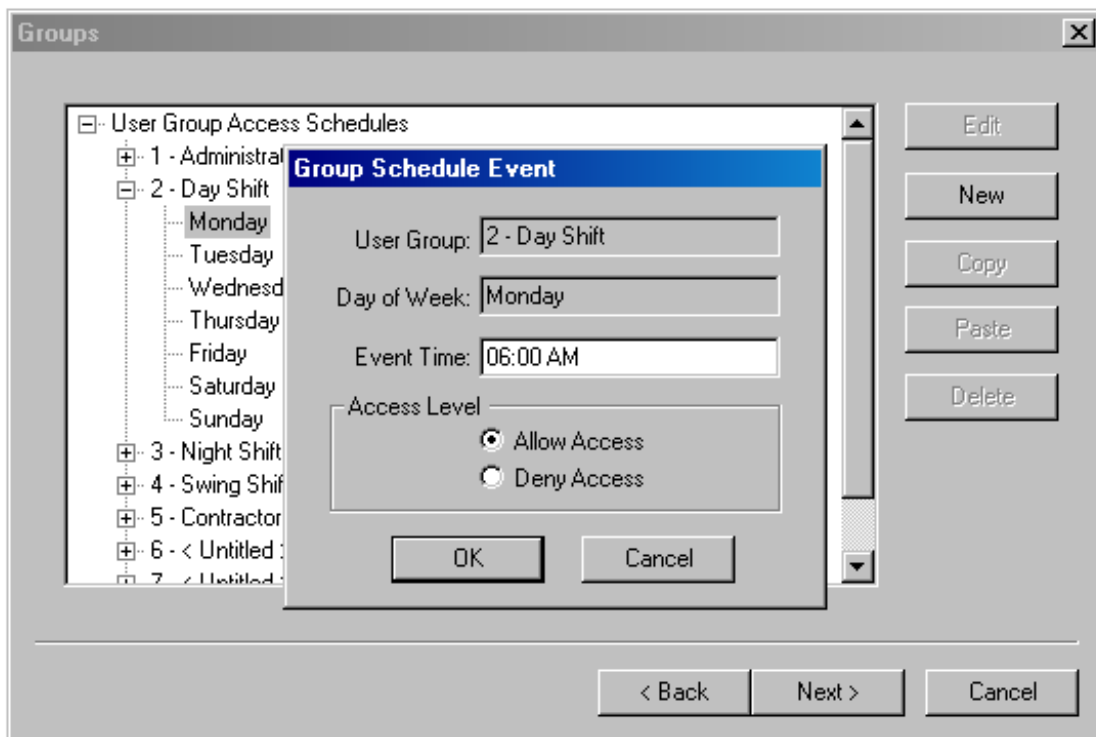 Groups
User Group Access Schedules
1 - Administrat
2 - Day Shift
Monday
Tuesday
Wednesd
Thursday
Friday
Saturday
Sunday
3 - Night Shift
4 - Swing Shif
5 - Contractor
6 - < Untitled :
7 - < Untitled :
Group Schedule Event
User Group: 2 - Day Shift
Day of Week: Monday
Event Time: 06:00 AM
Access Level
Allow Access
Deny Access
OK Cancel
Edit
New
Copy
Paste
Delete
< Back Next > Cancel